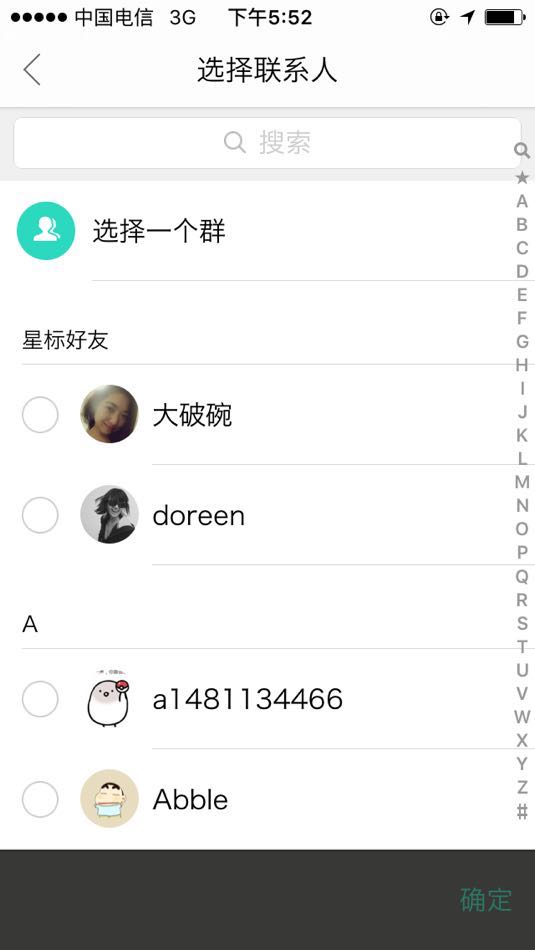 中国电信 3G 下午5:52
选择联系人
搜索
选择一个群
星标好友
大破碗
doreen
A
a1481134466
Abble
确定
A
B
C
D
E
F
G
H
I
J
K
L
M
N
O
P
Q
R
S
T
U
V
W
X
Y
Z
#